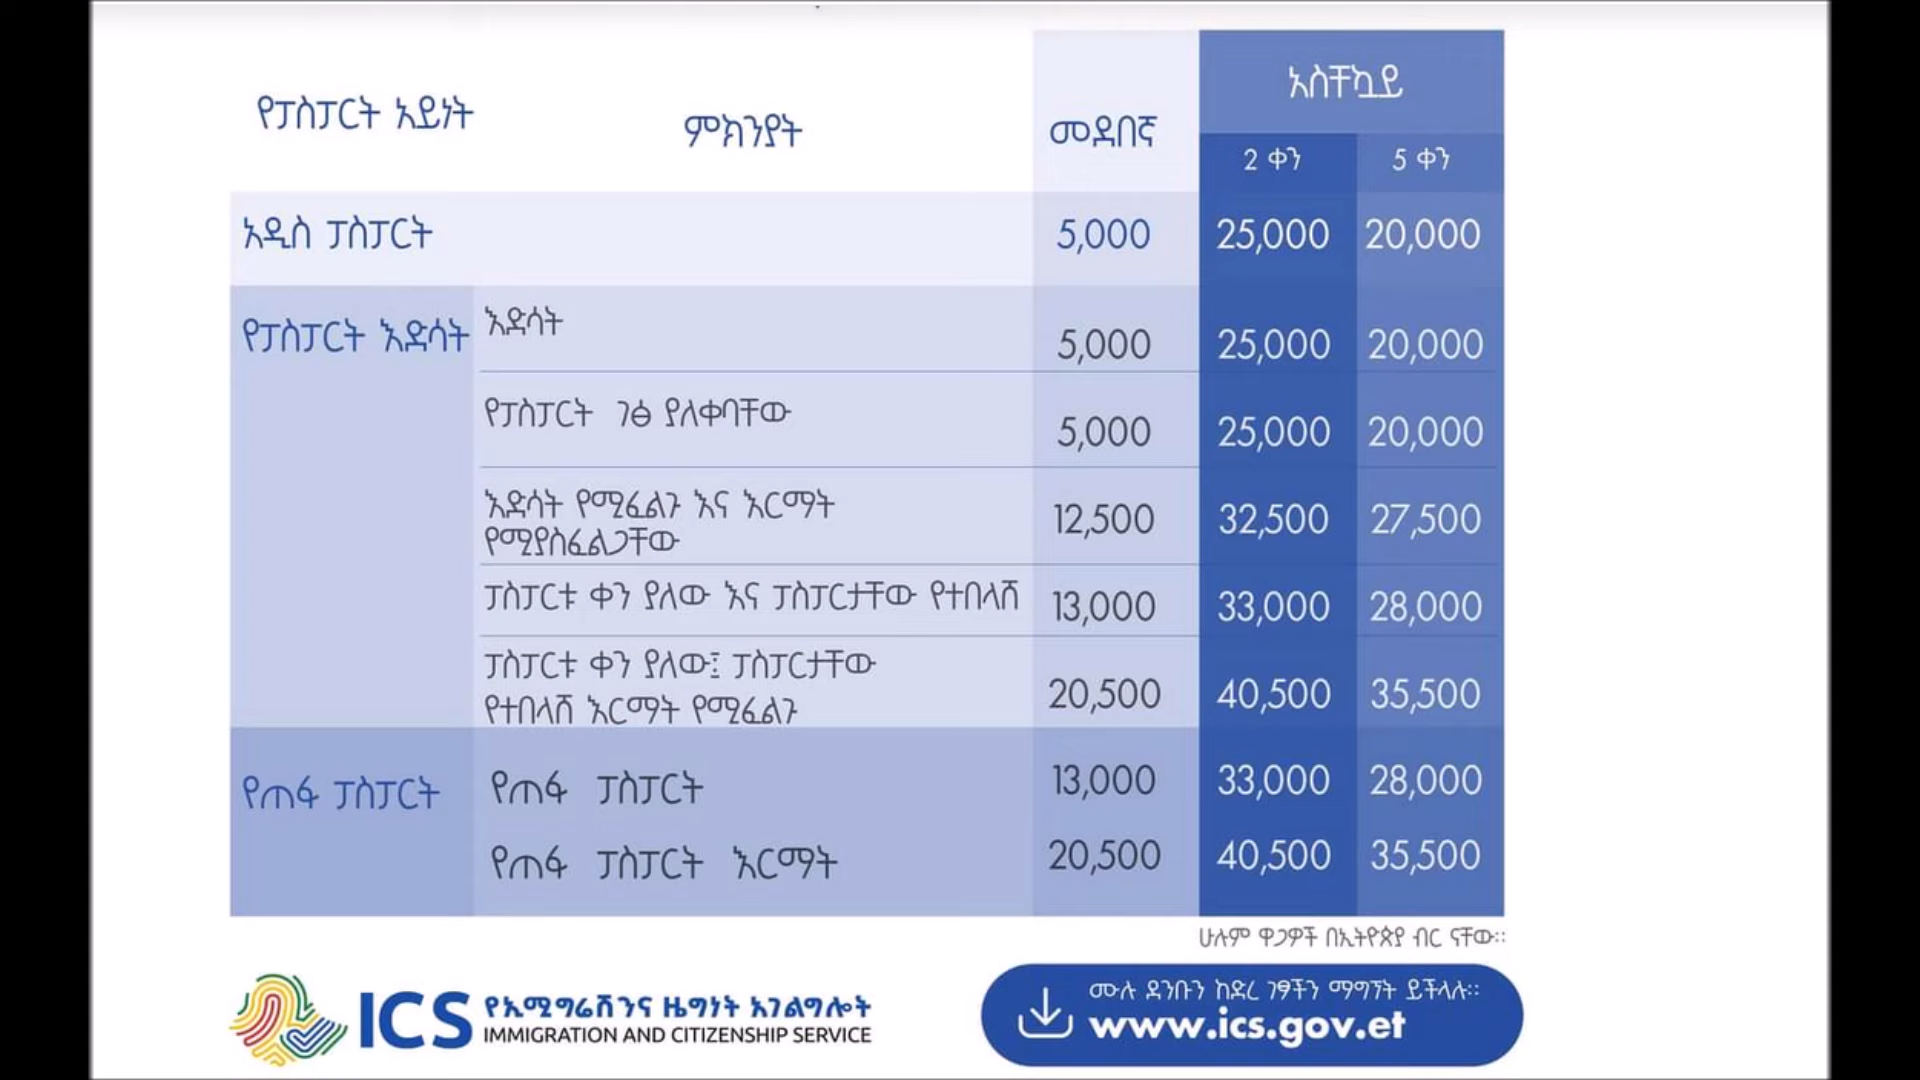 የፓስፖርት አይነት
ምክንያት
መደበኛ
አስቸኳይ
2 ቀን
5 ቀን
አዲስ ፓስፖርት
5,000
25,000
20,000
የፓስፖርት እድሳት
እድሳት
5,000
25,000
20,000
የፓስፖርት ገፅ ያለቀባቸው
5,000
25,000
20,000
እድሳት የሚፈልጉ እና እርማት
የሚያስፈልጋቸው
12,500
32,500
27,500
ፓስፖርቱ ቀን ያለው እና ፓስፖርታቸው የተበላሸ
13,000
33,000
28,000
ፓስፖርቱ ቀን ያለው፤ ፓስፖርታቸው
የተበላሸ እርማት የሚፈልጉ
20,500
40,500
35,500
የጠፋ ፓስፖርት
የጠፋ ፓስፖርት
13,000
33,000
28,000
የጠፋ ፓስፖርት እርማት
20,500
40,500
35,500
ሁሉም ዋጋዎች በኢትዮጵያ ብር ናቸው።
ICS
የኢሚግሬሽንና ዜግነት አገልግሎት
IMMIGRATION AND CITIZENSHIP SERVICE
ሙሉ ደንቡን ከድረ ገፃችን ማግኘት ይችላሉ።
www.ics.gov.et